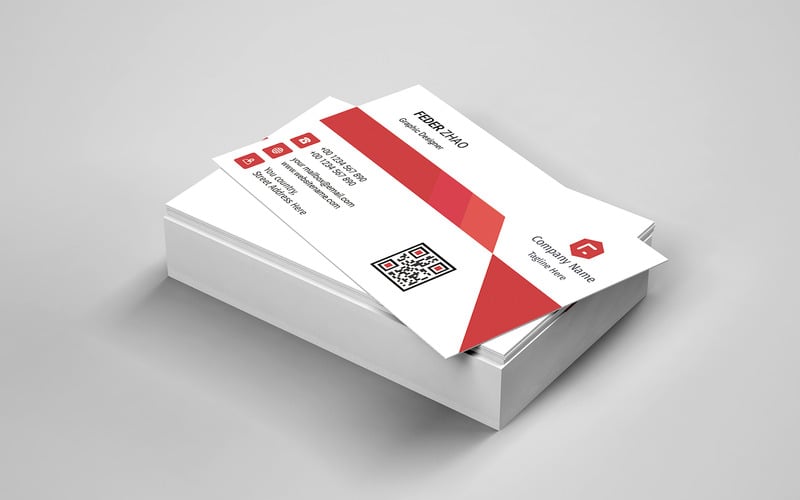 FEDER ZHAO
Graphic Designer
+00 1234 567 890
+00 1234 567 890
your mailbox@email.com
www.websitename.com
You country,
Street Address Here
Company Name
Tagline Here